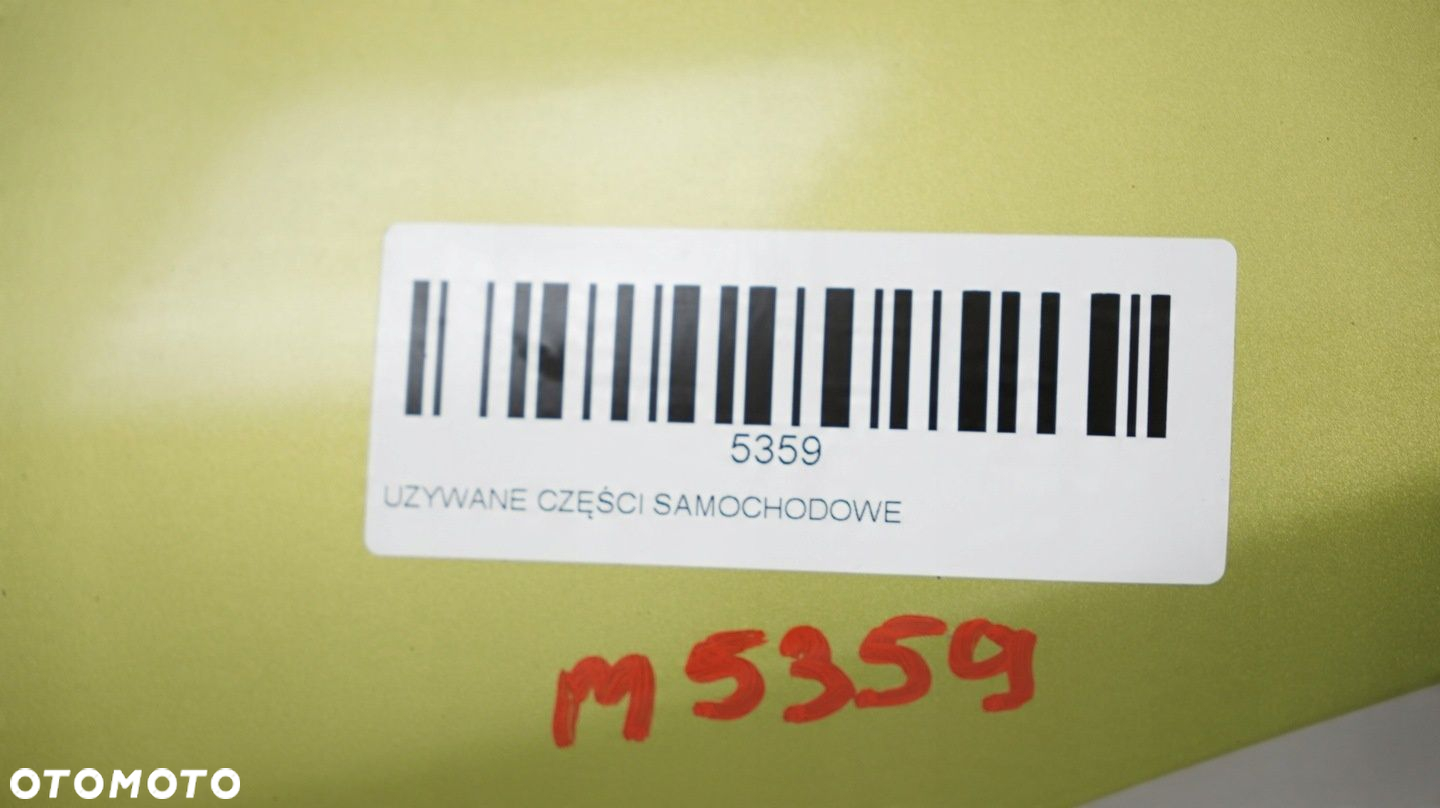 5359
UZYWANE CZĘŚCI SAMOCHODOWE
M5359
OTOMOTO